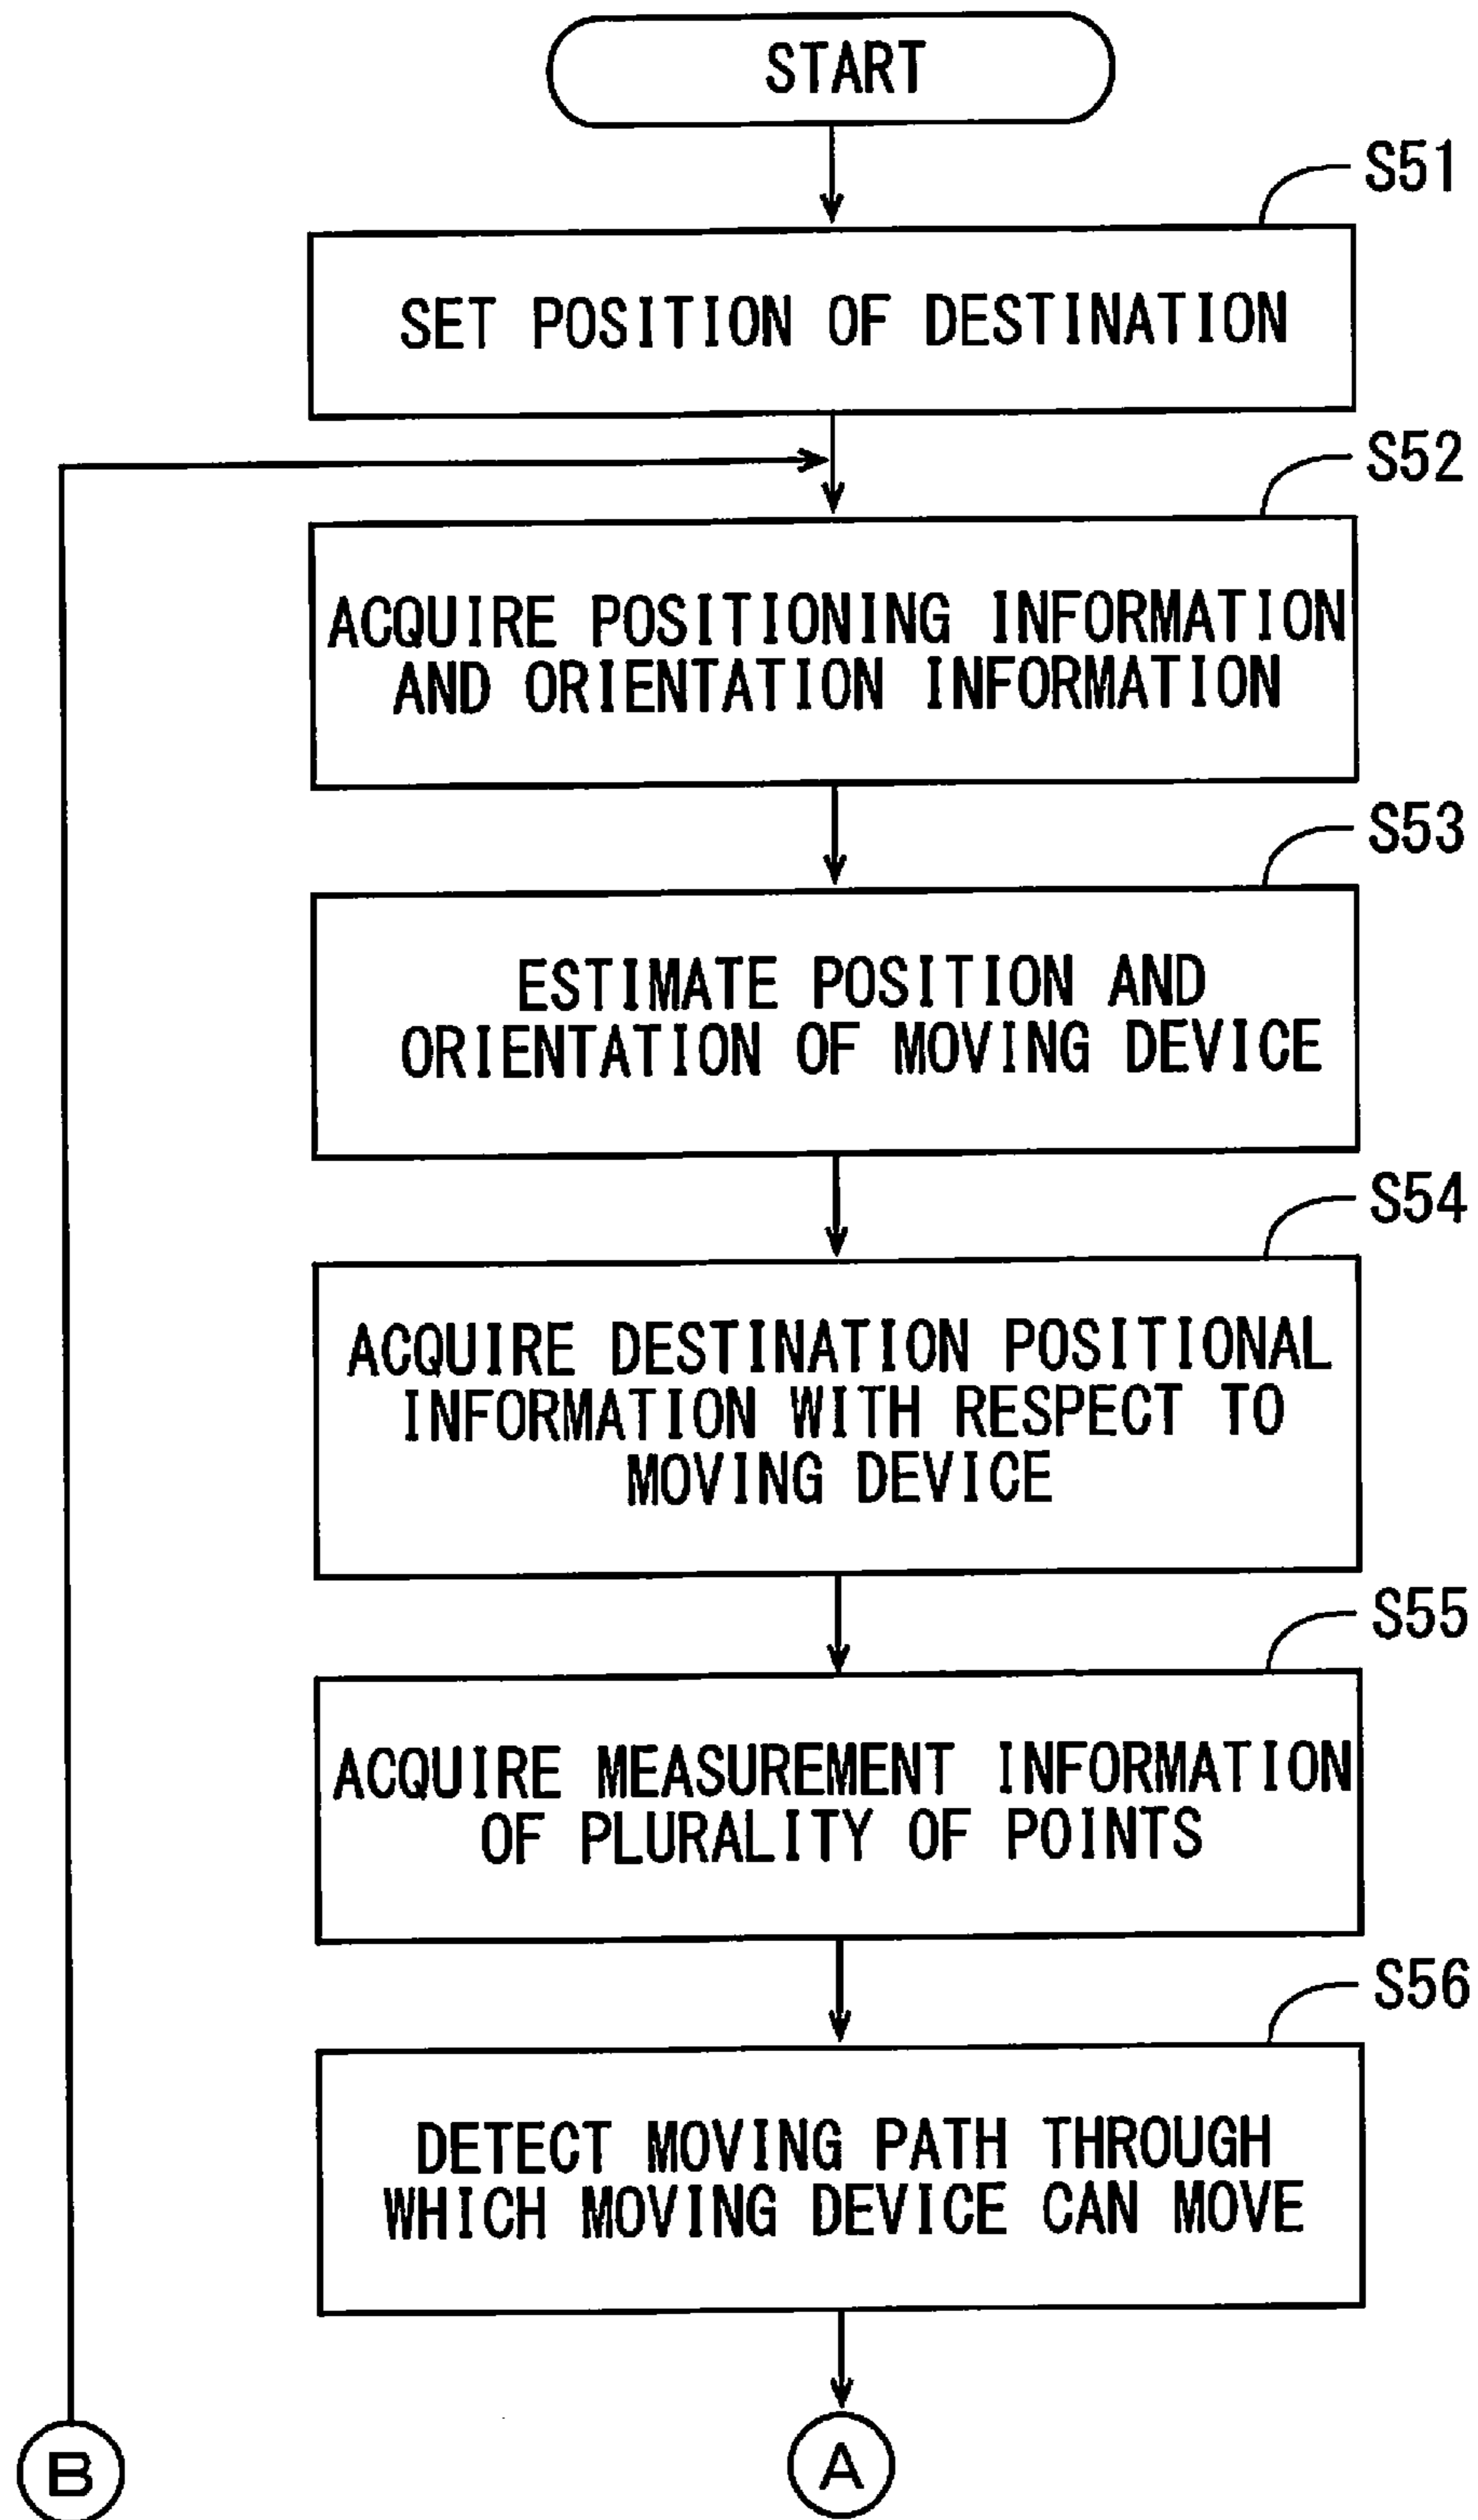 START
S51
SET POSITION OF DESTINATION
S52
ACQUIRE POSITIONING INFORMATION
AND ORIENTATION INFORMATION
S53
ESTIMATE POSITION AND
ORIENTATION OF MOVING DEVICE
S54
ACQUIRE DESTINATION POSITIONAL
INFORMATION WITH RESPECT TO
MOVING DEVICE
S55
ACQUIRE MEASUREMENT INFORMATION
OF PLURALITY OF POINTS
S56
DETECT MOVING PATH THROUGH
WHICH MOVING DEVICE CAN MOVE
B
A